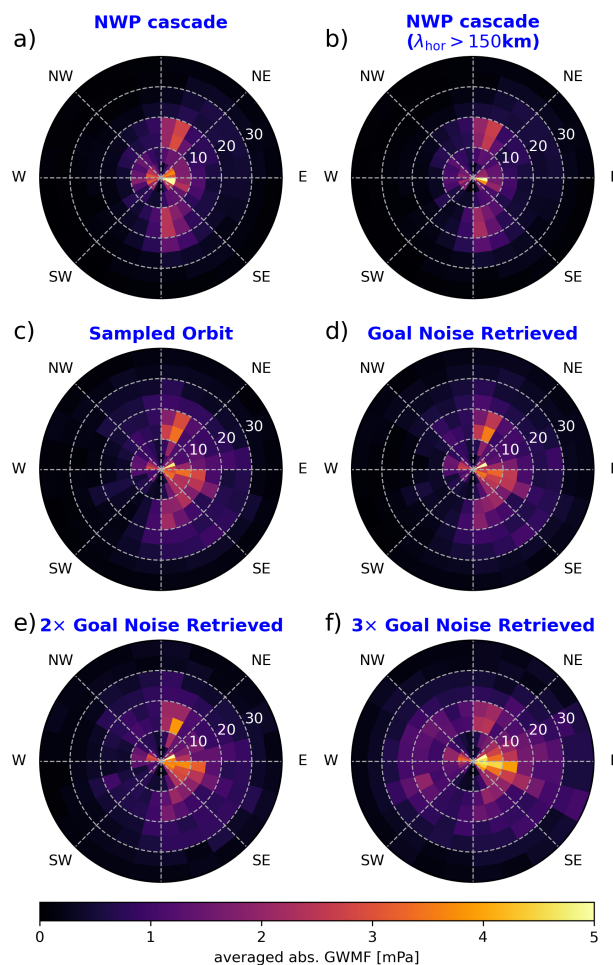 a)
NWP cascade
NW
NE
W
E
SW
SE
10
20
30
b)
NWP cascade
(λhor > 150km)
NW
NE
W
SW
SE
10
20
30
c)
Sampled Orbit
NW
NE
W
E
SW
SE
10
20
30
d)
Goal Noise Retrieved
NW
NE
W
SW
SE
10
20
30
e) 2× Goal Noise Retrieved
NW
NE
W
E
SW
SE
10
20
30
f) 3× Goal Noise Retrieved
NW
NE
W
SW
SE
10
20
30
0 1 2 3 4 5
averaged abs. GWMF [mPa]